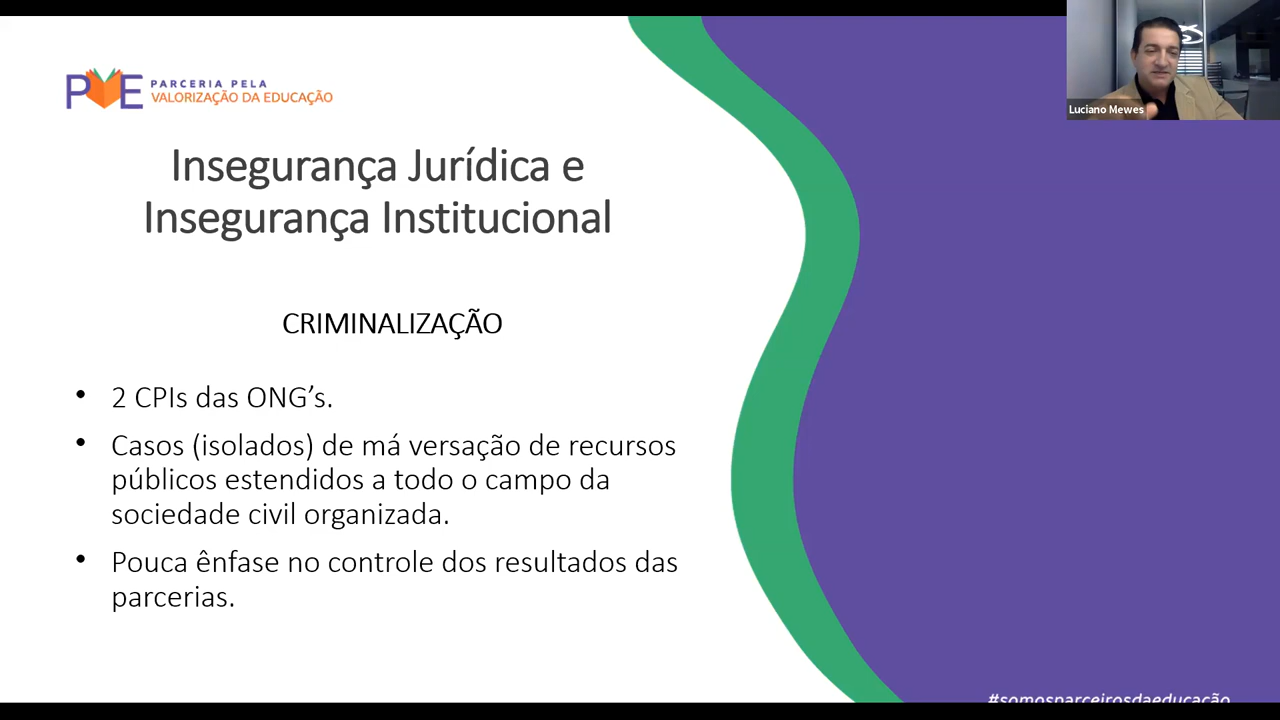 PVE PARCERIA PELA
VALORIZAÇÃO DA EDUCAÇÃO
Luciano Mewes
Insegurança Jurídica e
Insegurança Institucional
CRIMINALIZAÇÃO
• 2 CPIs das ONG’s.
• Casos (isolados) de má versação de recursos
públicos estendidos a todo o campo da
sociedade civil organizada.
• Pouca ênfase no controle dos resultados das
parcerias.
#somosparceirosdaeducação